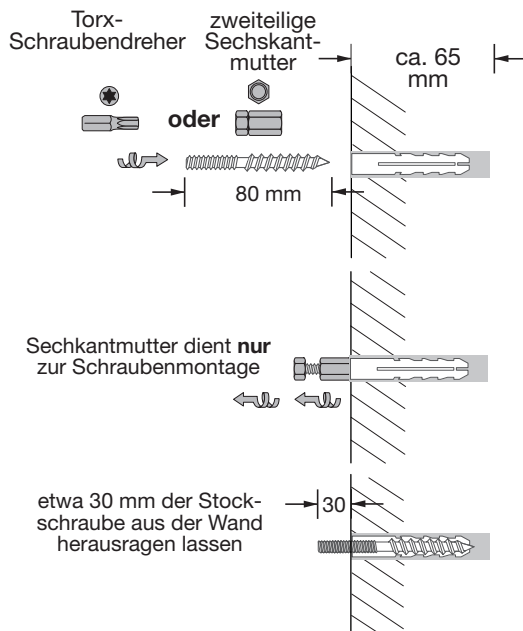 Torx-
Schraubendreher
zweiteilige
Sechskant-
mutter
ca. 65
mm
oder
80 mm
Sechkantmutter dient nur
zur Schraubenmontage
etwa 30 mm der Stock-
schraube aus der Wand
herausragen lassen
30